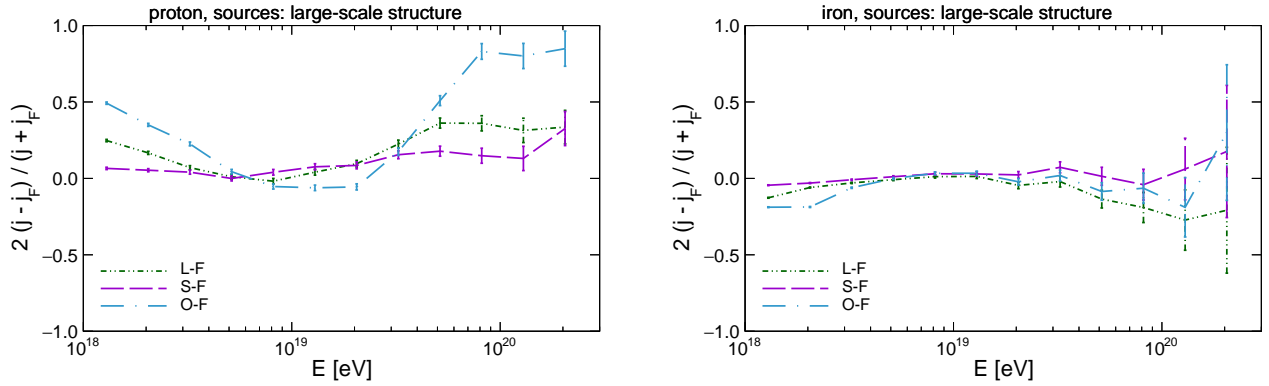 proton, sources: large-scale structure
2 (j - j_F) / (j + j_F)
1.0
0.5
0.0
−0.5
−1.0
L-F
S-F
O-F
10^18
10^19
10^20
E [eV]
iron, sources: large-scale structure
2 (j - j_F) / (j + j_F)
1.0
0.5
0.0
−0.5
−1.0
L-F
S-F
O-F
10^18
10^19
10^20
E [eV]